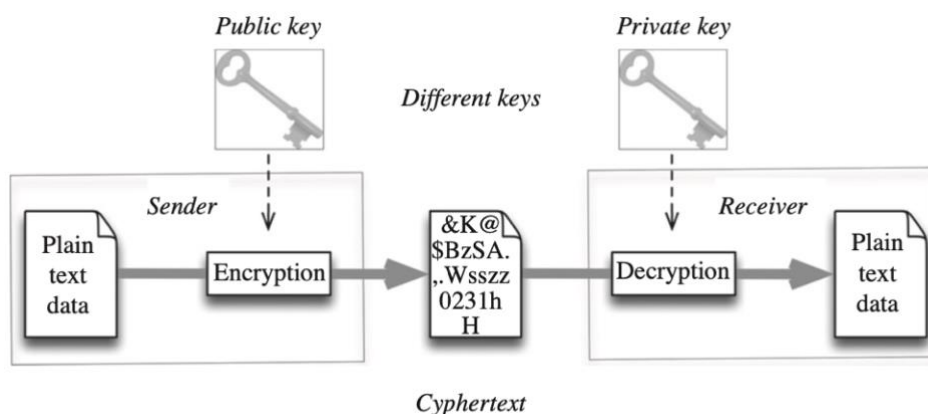 Public key
Private key
Different keys
Sender
Receiver
Plain
text
data
Encryption
&K@
$BzSA.
,.Wsszz
0231h
H
Decryption
Plain
text
data
Cyphertext